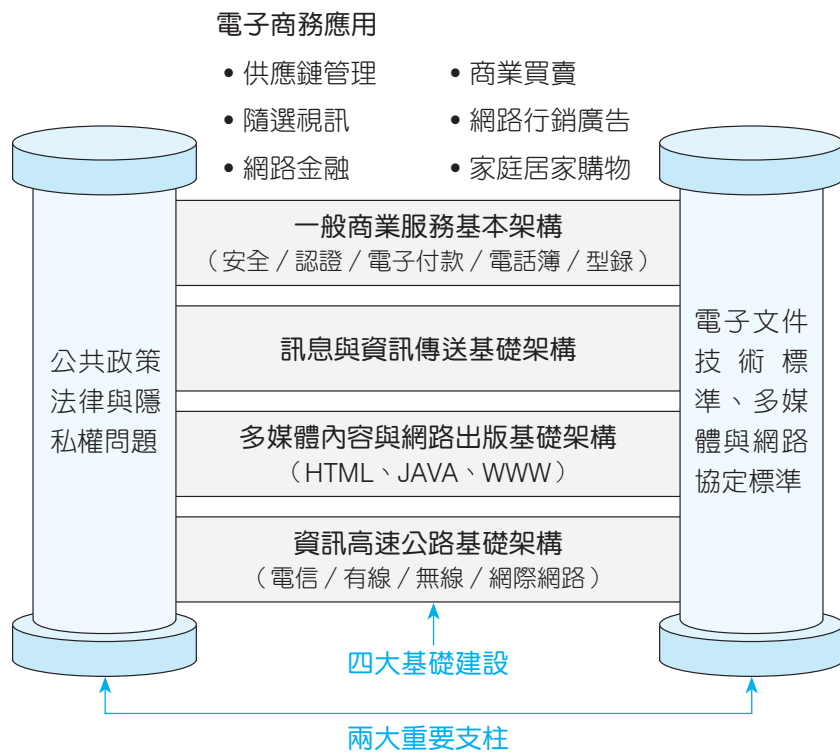 電子商務應用
• 供應鏈管理
• 商業買賣
• 隨選視訊
• 網路行銷廣告
• 網路金融
• 家庭居家購物
一般商業服務基本架構
（安全／認證／電子付款／電話簿／型錄）
訊息與資訊傳送基礎架構
多媒體內容與網路出版基礎架構
（HTML、JAVA、WWW）
資訊高速公路基礎架構
（電信／有線／無線／網際網路）
公共政策
法律與隱
私權問題
電子文件
技術標
準、多媒
體與網路
協定標準
四大基礎建設
兩大重要支柱